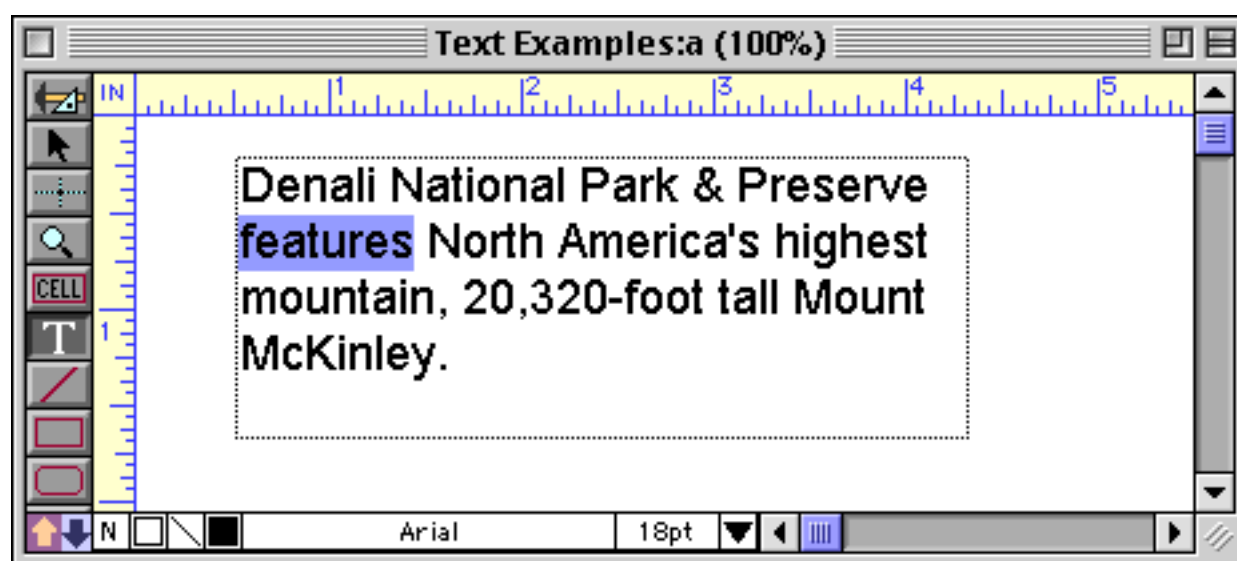 Text Examples:a (100%)
IN 1 2 3 4 5
Denali National Park & Preserve
features North America's highest
mountain, 20,320-foot tall Mount
McKinley.
CELL
T
1
N Arial 18pt